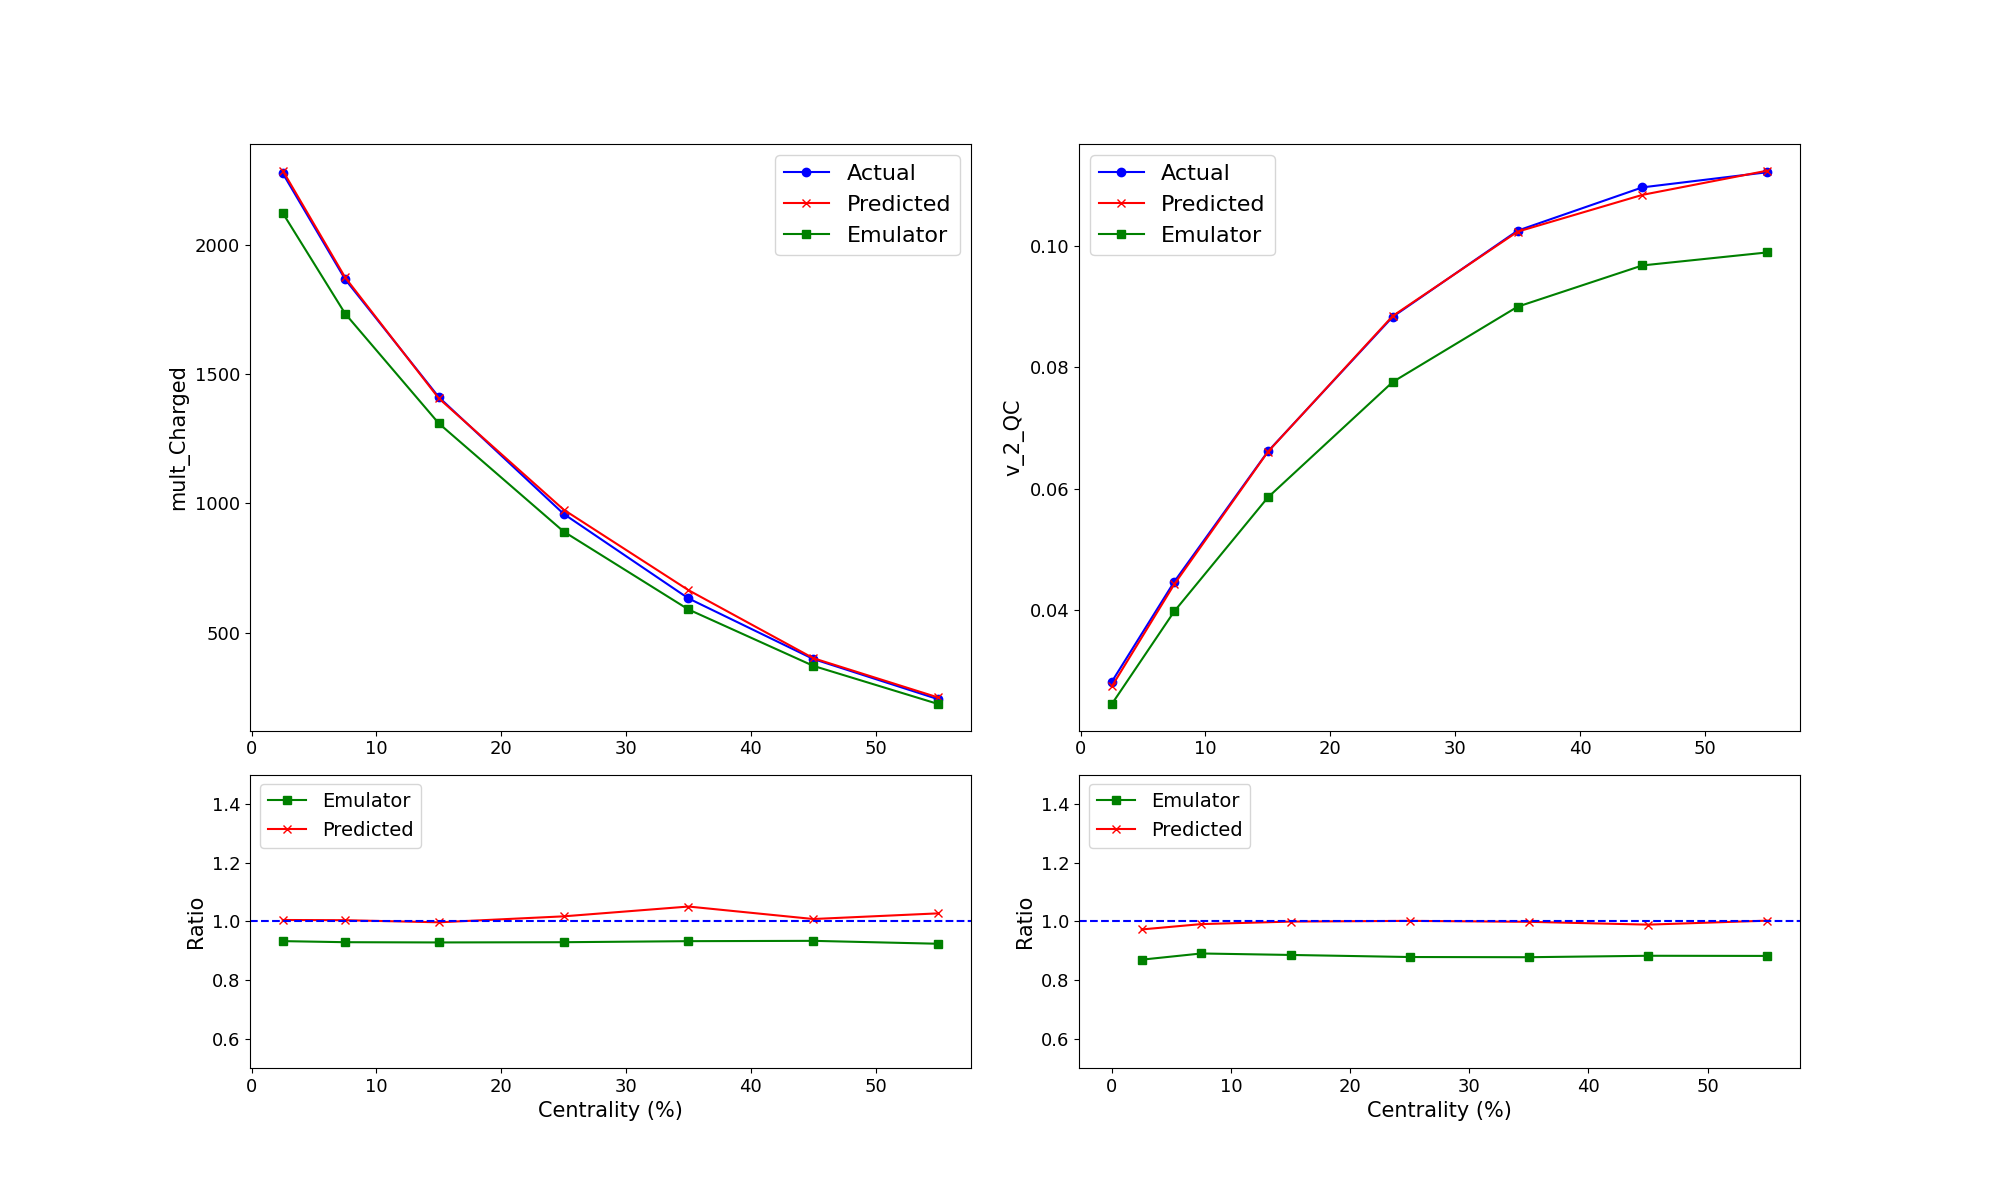 Actual
Predicted
Emulator
mult_Charged
2000
1500
1000
500
0 10 20 30 40 50
Actual
Predicted
Emulator
v_2_QC
0.10
0.08
0.06
0.04
0 10 20 30 40 50
Emulator
Predicted
Ratio
1.4
1.2
1.0
0.8
0.6
0 10 20 30 40 50
Centrality (%)
Emulator
Predicted
Ratio
1.4
1.2
1.0
0.8
0.6
0 10 20 30 40 50
Centrality (%)